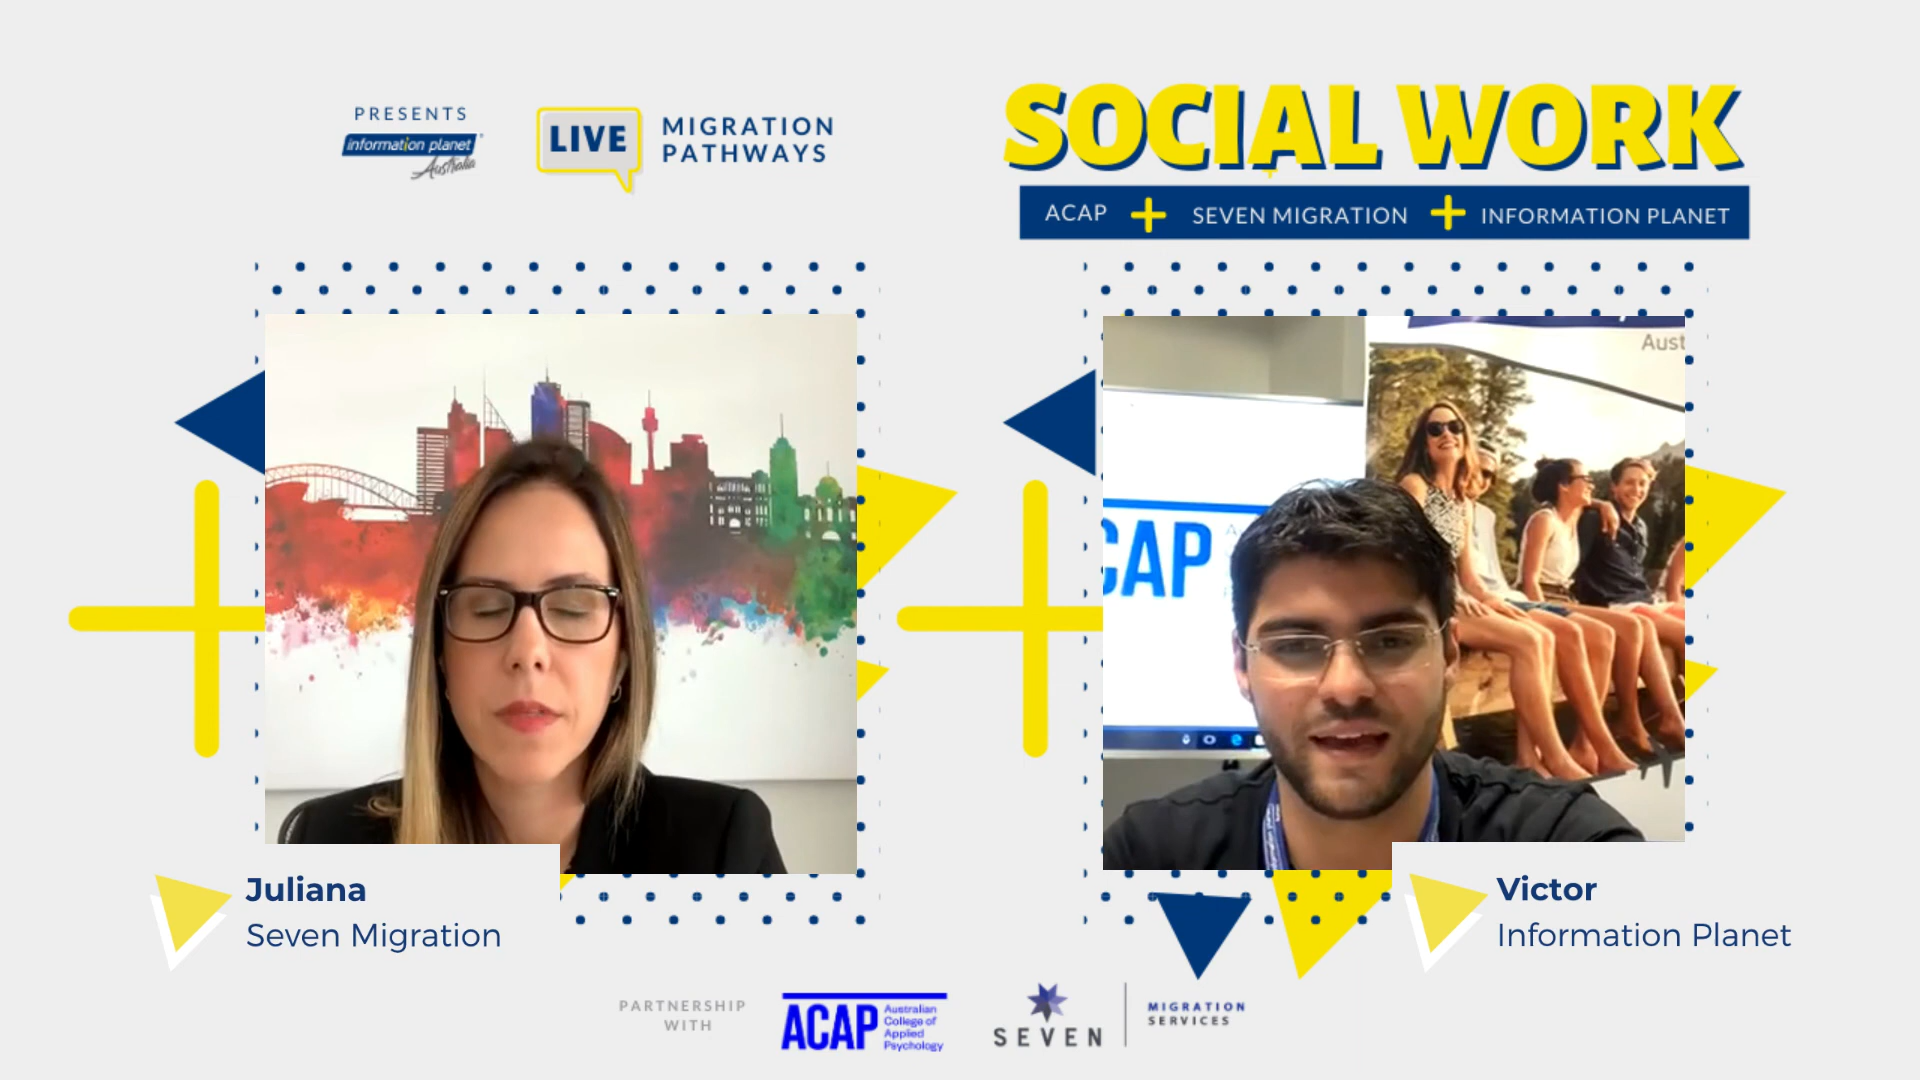 PRESENTS
information planet
Australia
LIVE
MIGRATION
PATHWAYS
SOCIAL WORK
ACAP + SEVEN MIGRATION + INFORMATION PLANET
Aust
CAP
Juliana
Seven Migration
Victor
Information Planet
PARTNERSHIP
WITH
ACAP
Australian
College of
Applied
Psychology
SEVEN
MIGRATION
SERVICES